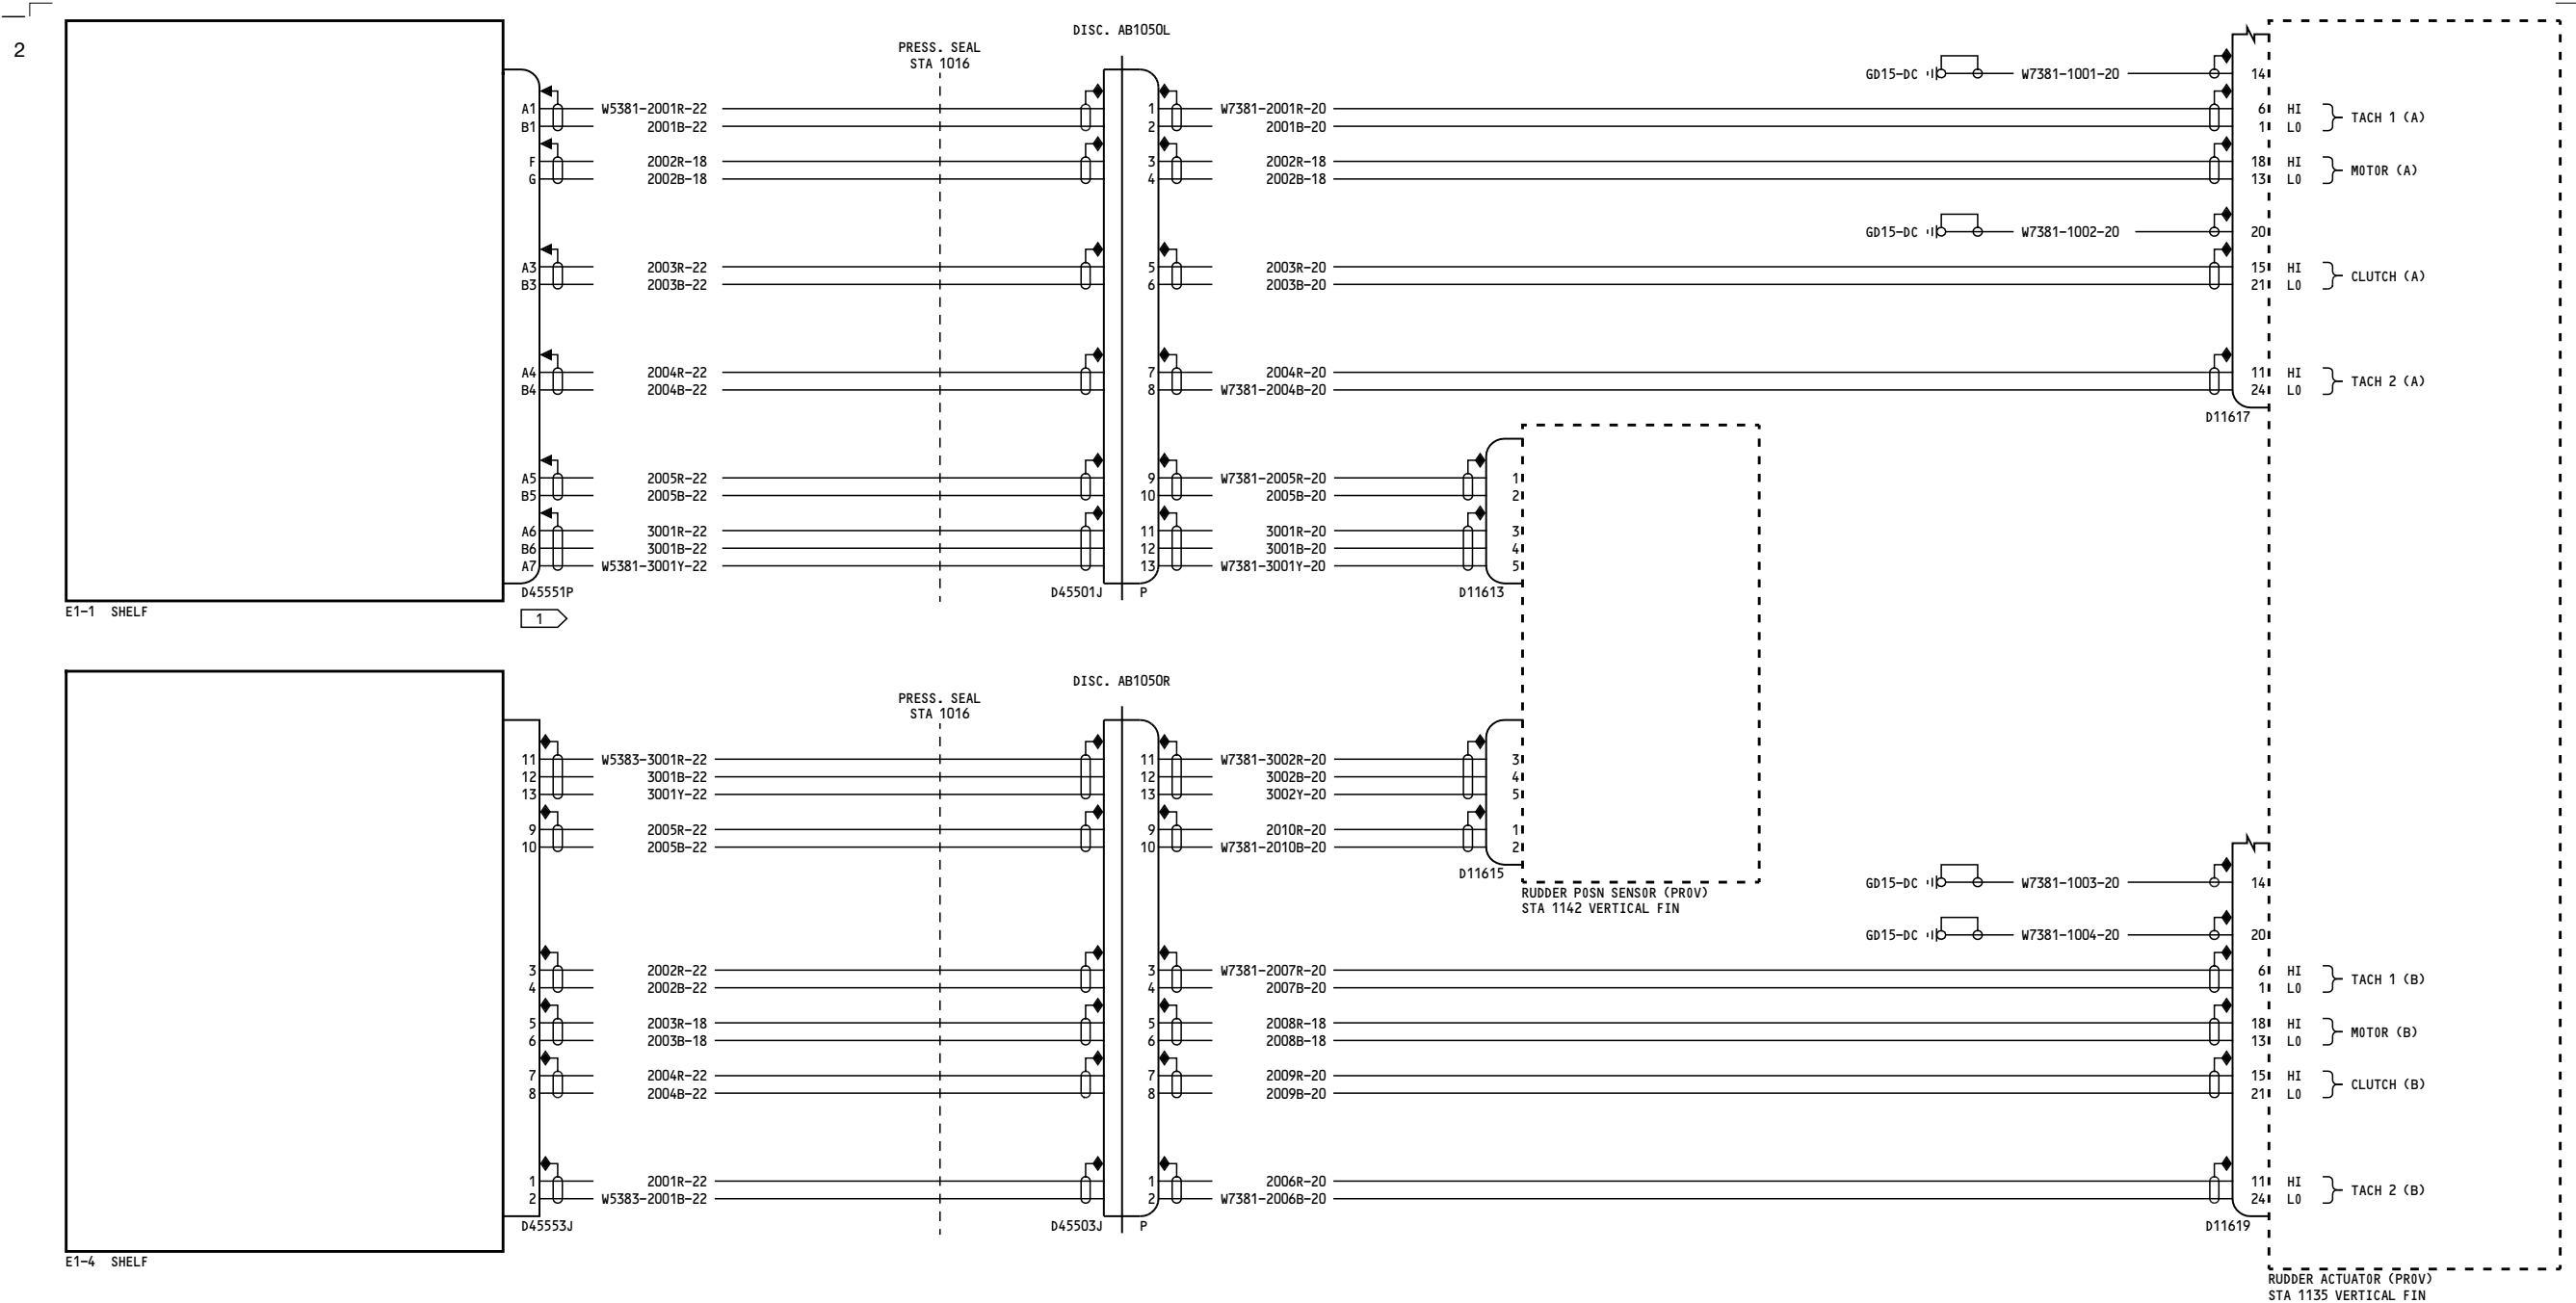 2
DISC. AB1050L
PRESS. SEAL
STA 1016
GD15-DC W7381-1001-20 14
A1 W5381-2001R-22 1 W7381-2001R-20 6 HI
B1 2001B-22 2 2001B-20 1 LO
TACH 1 (A)
F 2002R-18 3 2002R-18 18 HI
G 2002B-18 4 2002B-18 13 LO
MOTOR (A)
GD15-DC W7381-1002-20 20
A3 2003R-22 5 2003R-20 15 HI
B3 2003B-22 6 2003B-20 21 LO
CLUTCH (A)
A4 2004R-22 7 2004R-20 11 HI
B4 2004B-22 8 W7381-2004B-20 24 LO
TACH 2 (A)
D11617
A5 2005R-22 9 W7381-2005R-20 1
B5 2005B-22 10 2005B-20 2
A6 3001R-22 11 3001R-20 3
B6 3001B-22 12 3001B-20 4
A7 W5381-3001Y-22 13 W7381-3001Y-20 5
D45551P D45501J P D11613
E1-1 SHELF
1
DISC. AB1050R
PRESS. SEAL
STA 1016
11 W5383-3001R-22 11 W7381-3002R-20 3
12 3001B-22 12 3002B-20 4
13 3001Y-22 13 3002Y-20 5
9 2005R-22 9 2010R-20 1
10 2005B-22 10 W7381-2010B-20 2
D11615
RUDDER POSN SENSOR (PROV)
STA 1142 VERTICAL FIN
GD15-DC W7381-1003-20 14
GD15-DC W7381-1004-20 20
3 2002R-22 3 W7381-2007R-20 6 HI
4 2002B-22 4 2007B-20 1 LO
TACH 1 (B)
5 2003R-18 5 2008R-18 18 HI
6 2003B-18 6 2008B-18 13 LO
MOTOR (B)
7 2004R-22 7 2009R-20 15 HI
8 2004B-22 8 2009B-20 21 LO
CLUTCH (B)
1 2001R-22 1 2006R-20 11 HI
2 W5383-2001B-22 2 W7381-2006B-20 24 LO
TACH 2 (B)
D45553J D45503J P D11619
E1-4 SHELF
RUDDER ACTUATOR (PROV)
STA 1135 VERTICAL FIN